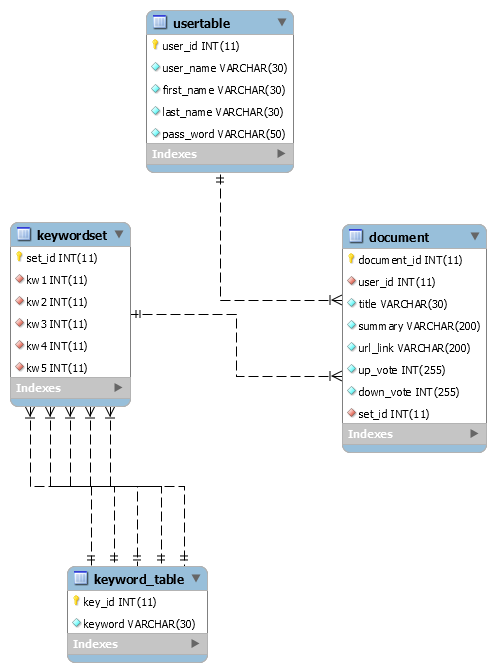 usertable
user_id INT(11)
user_name VARCHAR(30)
first_name VARCHAR(30)
last_name VARCHAR(30)
pass_word VARCHAR(50)
Indexes
keywordset
set_id INT(11)
kw1 INT(11)
kw2 INT(11)
kw3 INT(11)
kw4 INT(11)
kw5 INT(11)
Indexes
document
document_id INT(11)
user_id INT(11)
title VARCHAR(30)
summary VARCHAR(200)
url_link VARCHAR(200)
up_vote INT(255)
down_vote INT(255)
set_id INT(11)
Indexes
keyword_table
key_id INT(11)
keyword VARCHAR(30)
Indexes